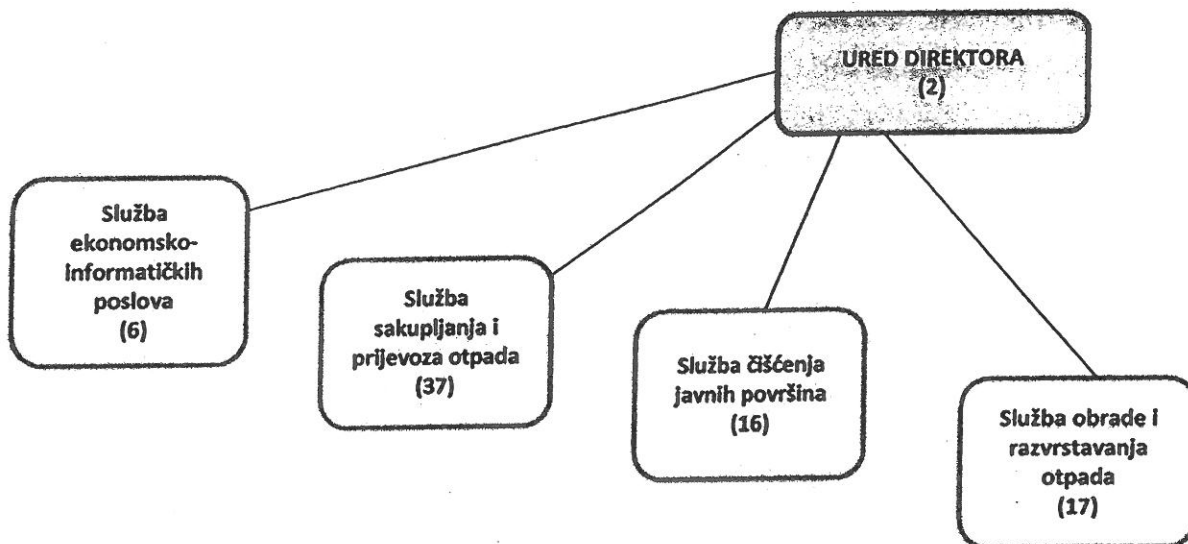 URED DIREKTORA
(2)
Služba
ekonomsko-
informatičkih
poslova
(6)
Služba
sakupljanja i
prijevoza otpada
(37)
Služba čišćenja
javnih površina
(16)
Služba obrade i
razvrstavanja
otpada
(17)